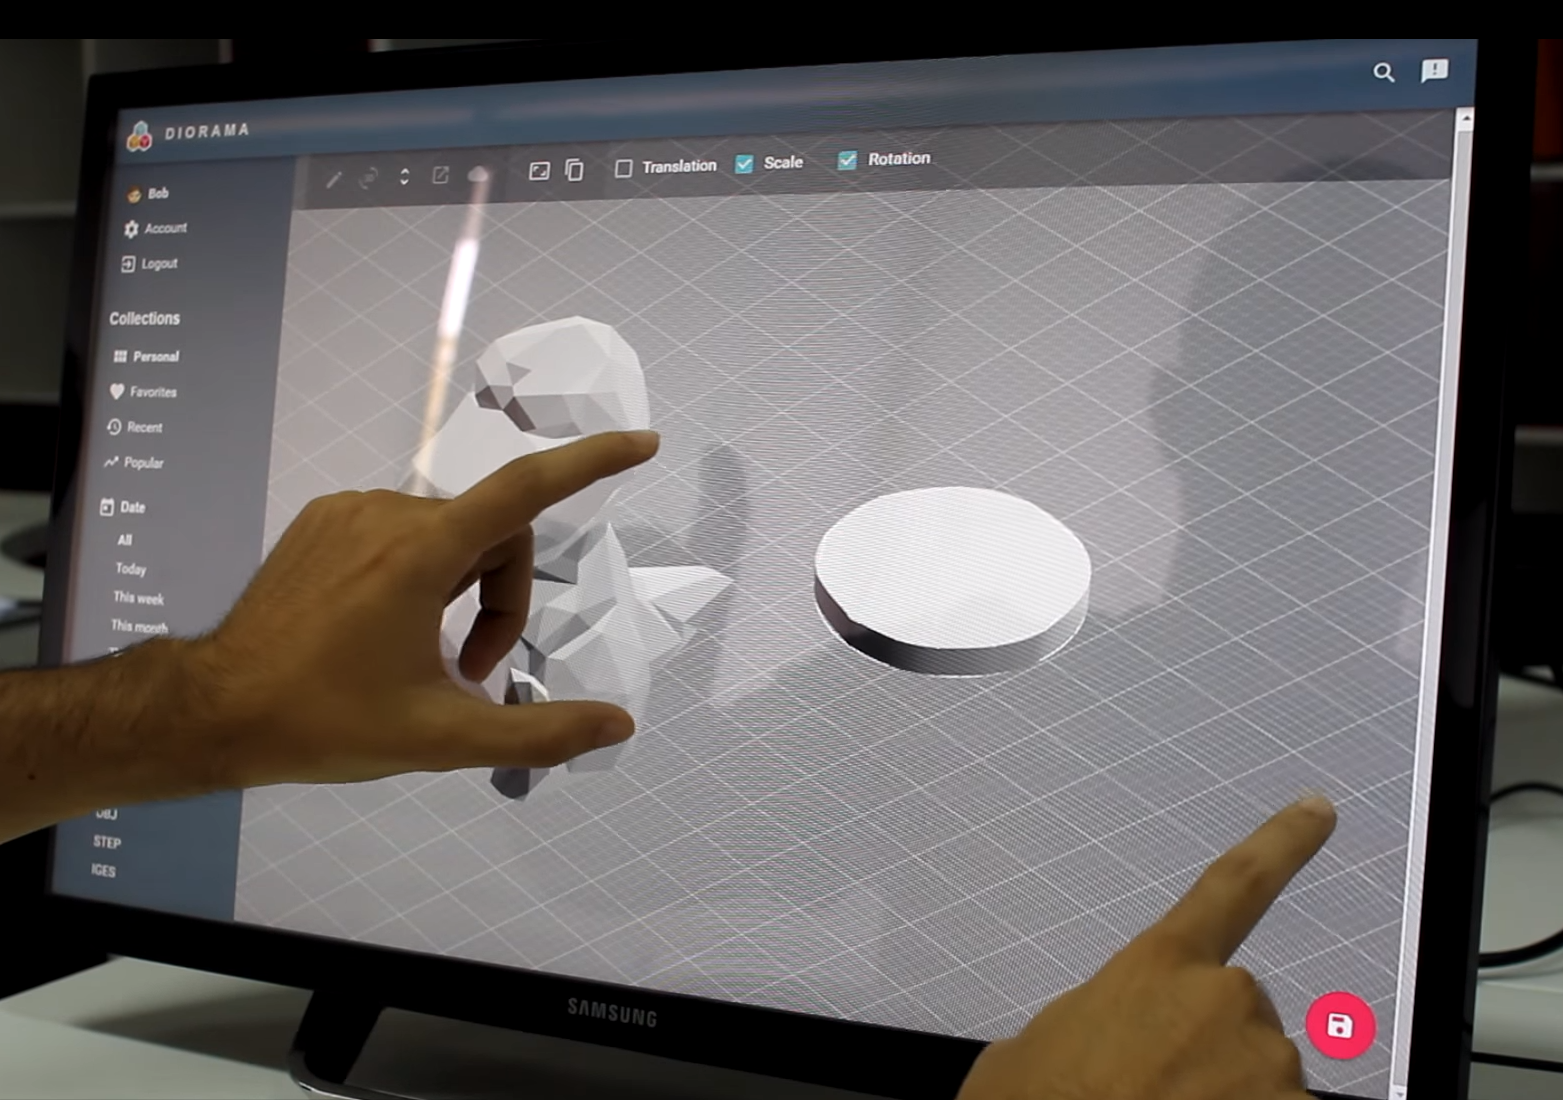 DIORAMA
Translation
Scale
Rotation
Bob
Account
Logout
Collections
Personal
Favorites
Recent
Popular
Date
All
Today
This week
This month
OBJ
STEP
IGES
SAMSUNG